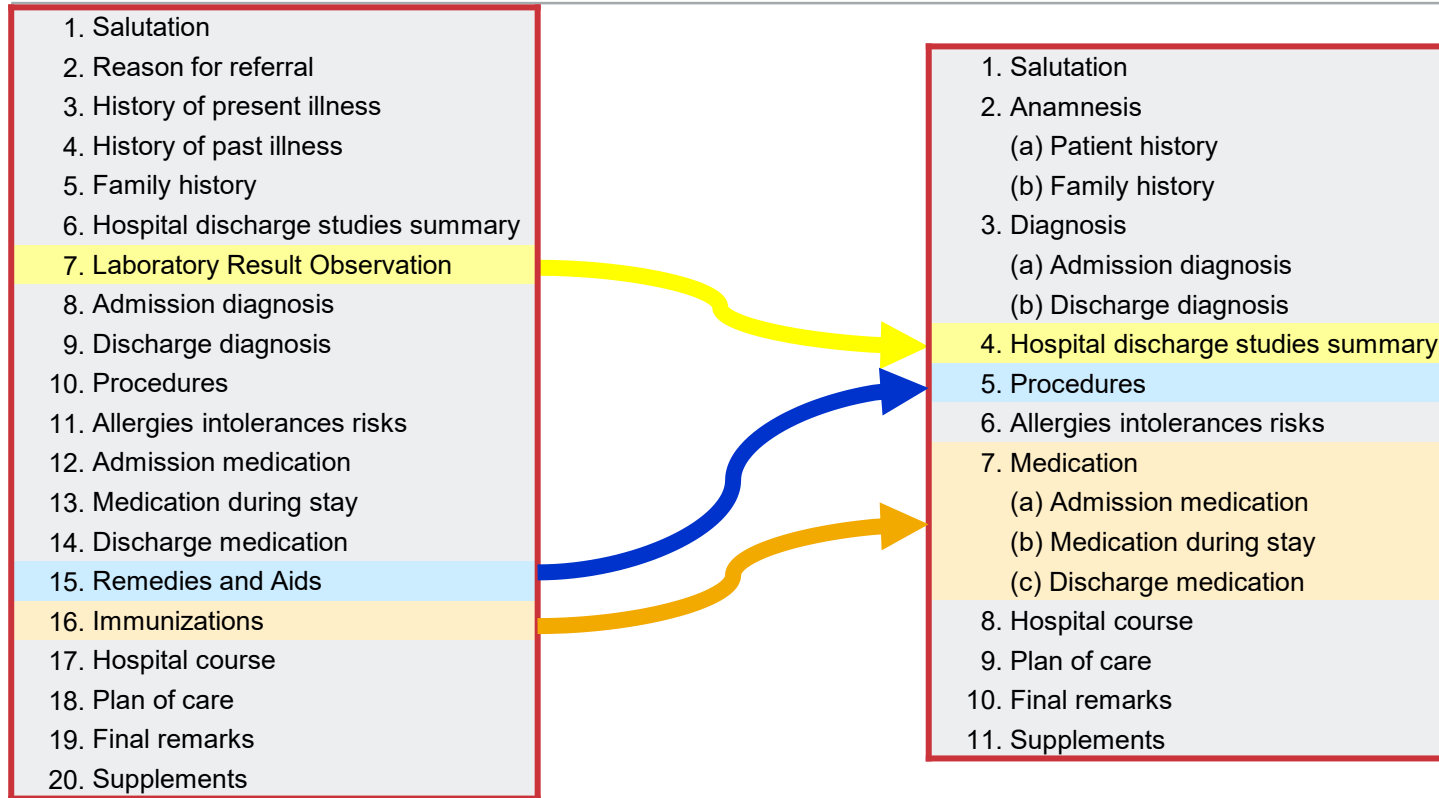 1. Salutation
2. Reason for referral
3. History of present illness
4. History of past illness
5. Family history
6. Hospital discharge studies summary
7. Laboratory Result Observation
8. Admission diagnosis
9. Discharge diagnosis
10. Procedures
11. Allergies intolerances risks
12. Admission medication
13. Medication during stay
14. Discharge medication
15. Remedies and Aids
16. Immunizations
17. Hospital course
18. Plan of care
19. Final remarks
20. Supplements
1. Salutation
2. Anamnesis
(a) Patient history
(b) Family history
3. Diagnosis
(a) Admission diagnosis
(b) Discharge diagnosis
4. Hospital discharge studies summary
5. Procedures
6. Allergies intolerances risks
7. Medication
(a) Admission medication
(b) Medication during stay
(c) Discharge medication
8. Hospital course
9. Plan of care
10. Final remarks
11. Supplements